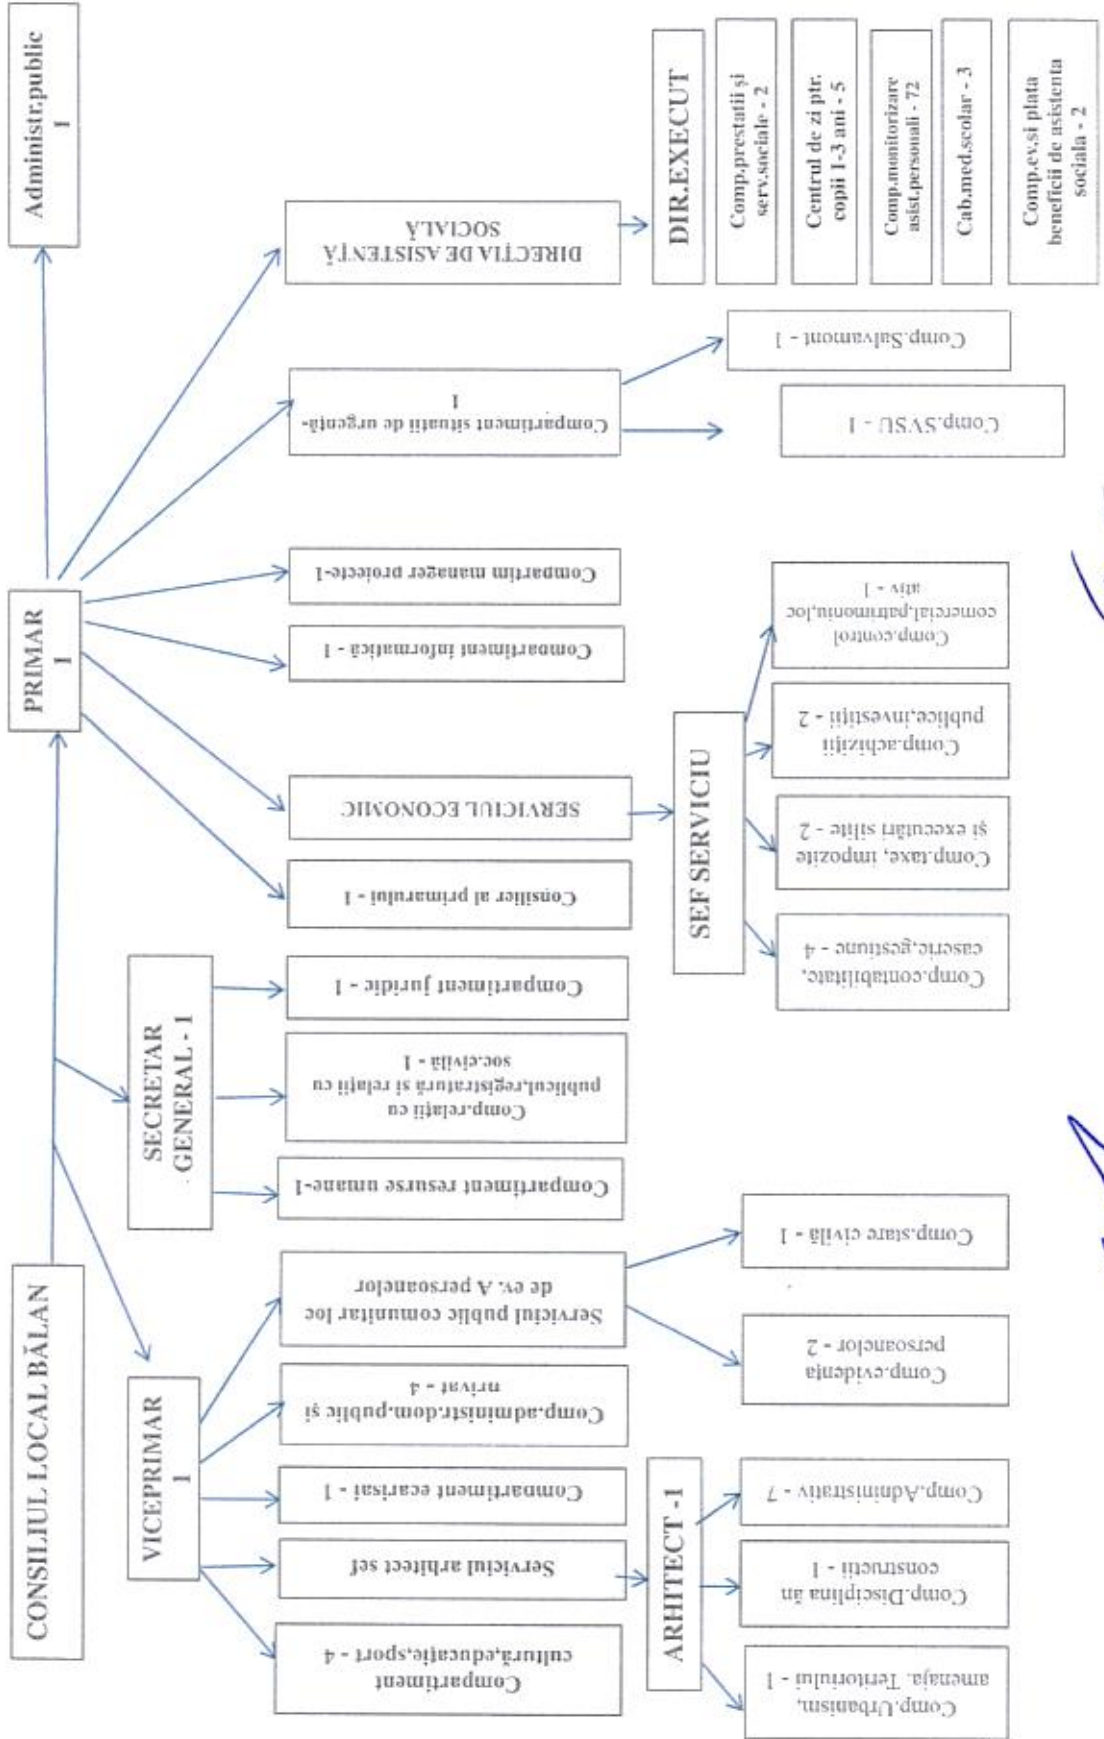 CONSILIUL LOCAL BĂLAN
PRIMAR
1
Administr.public
1
SECRETAR
GENERAL - 1
VICEPRIMAR
1
Compartiment
cultură,educație,sport - 4
Serviciul arhitect sef
Compartiment ecarisaj - 1
Comp.administr.dom.public și
privat - 4
Serviciul public comunitar loc
de ev. A persoanelor
Compartiment resurse umane-1
Comp.relații cu
publicul,registratură si relații cu
soc.civilă - 1
Compartiment juridic - 1
Consilier al primarului - 1
SERVICIUL ECONOMIC
Compartiment informatică - 1
Compartim manager proiecte-1
Compartiment situatii de urgență-
1
DIRECȚIA DE ASISTENȚĂ
SOCIALĂ
ARHITECT -1
Comp.Urbanism,
amenaja. Teritoriului - 1
Comp.Disciplina ăn
constructii - 1
Comp.Administrativ - 7
Comp.evidența
persoanelor - 2
Comp.stare civilă - 1
SEF SERVICIU
Comp.contabilitate,
caserie,gestiune - 4
Comp.taxe, impozite
și executări silite - 2
Comp.achiziții
publice,investiții - 2
Comp.control
comercial,patrimoniu,loc
ativ - 1
Comp.SVSU - 1
Comp.Salvamont - 1
DIR.EXECUT
Comp.prestatii și
serv.sociale - 2
Centrul de zi ptr.
copii 1-3 ani - 5
Comp.monitorizare
asist.personali - 72
Cab.med.scolar - 3
Comp.ev.si plata
beneficii de asistenta
sociala - 2